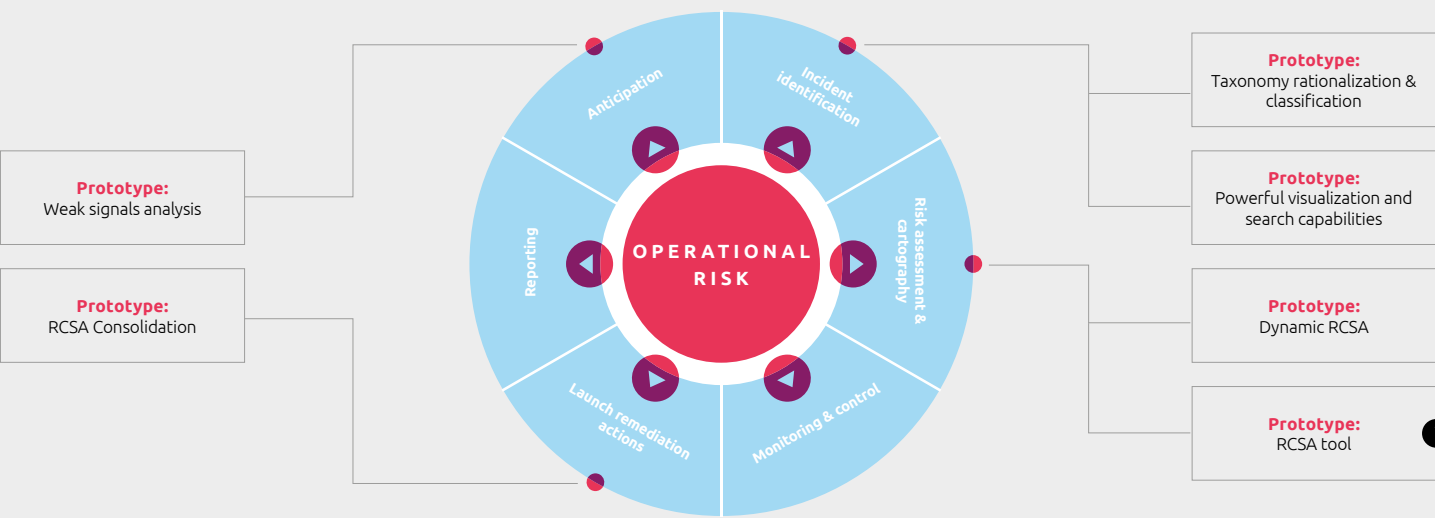 Prototype:
Weak signals analysis
Prototype:
RCSA Consolidation
Anticipation
Incident
identification
Reporting
OPERATIONAL
RISK
Risk assessment &
cartography
Launch remediation
actions
Monitoring & control
Prototype:
Taxonomy rationalization &
classification
Prototype:
Powerful visualization and
search capabilities
Prototype:
Dynamic RCSA
Prototype:
RCSA tool